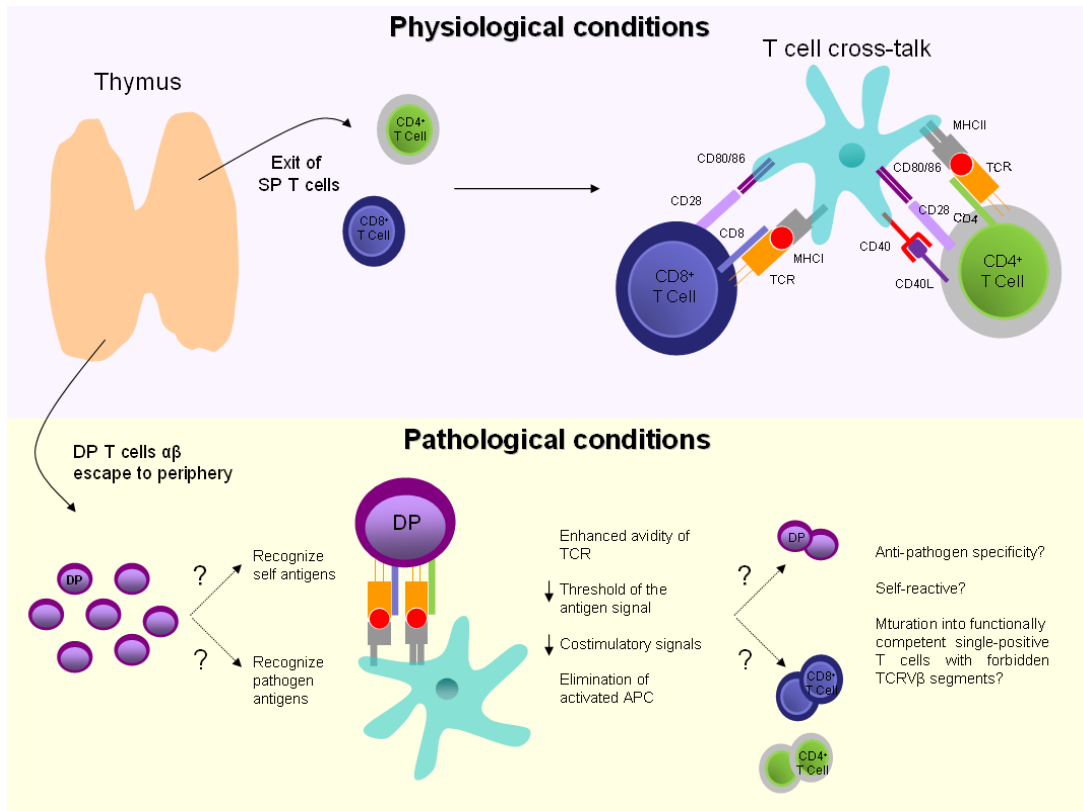 Physiological conditions
Thymus
T cell cross-talk
CD4⁺
T Cell
Exit of
SP T cells
CD8⁺
T Cell
MHCII
CD80/86
CD80/86
TCR
CD28
CD28
CD4
CD8
CD40
MHCI
TCR
CD40L
CD8⁺
T Cell
CD4⁺
T Cell
Pathological conditions
DP T cells αβ
escape to periphery
DP
DP
?
?
Recognize
self antigens
Recognize
pathogen
antigens
Enhanced avidity of
TCR
↓ Threshold of the
antigen signal
↓ Costimulatory signals
Elimination of
activated APC
?
?
DP
CD8⁺
T Cell
CD4⁺
T Cell
Anti-pathogen specificity?
Self-reactive?
Mturation into functionally
competent single-positive
T cells with forbidden
TCRVβ segments?